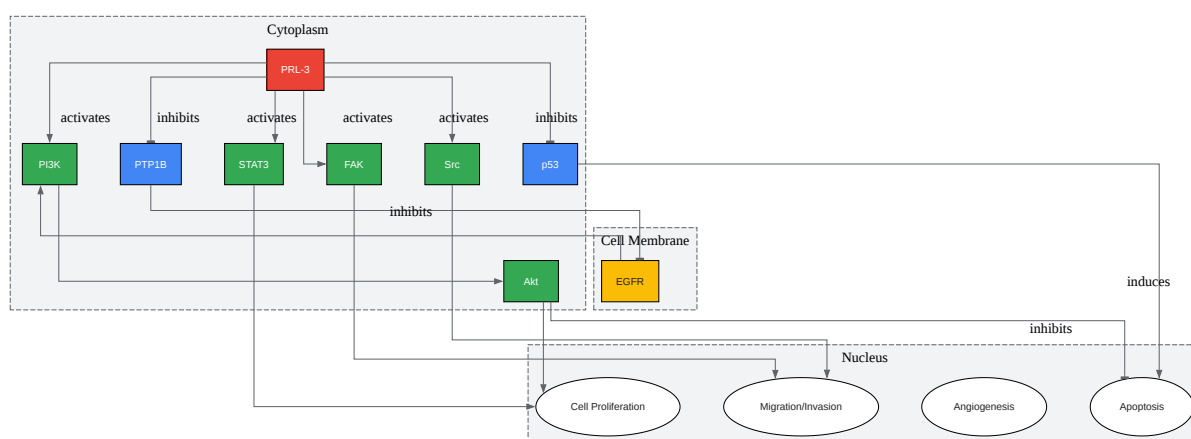 Cytoplasm
PRL-3
activates
inhibits
activates
activates
activates
inhibits
PI3K
PTP1B
STAT3
FAK
Src
p53
inhibits
Cell Membrane
Akt
EGFR
induces
inhibits
Nucleus
Cell Proliferation
Migration/Invasion
Angiogenesis
Apoptosis